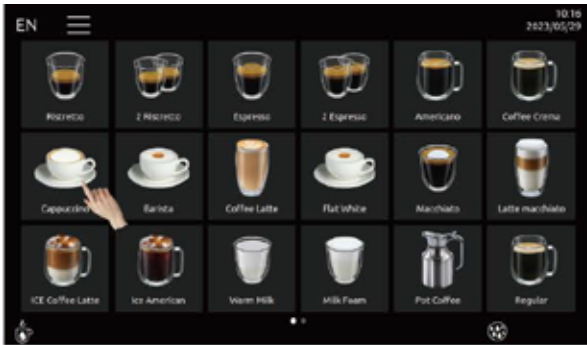 EN
10:16
2023/05/29
Ristretto
2 Ristretto
Espresso
2 Espresso
Americano
Coffee Crema
Cappuccino
Barista
Coffee Latte
Flat White
Macchiato
Latte macchiato
ICE Coffee Latte
Ice American
Warm Milk
Milk Foam
Pot Coffee
Regular